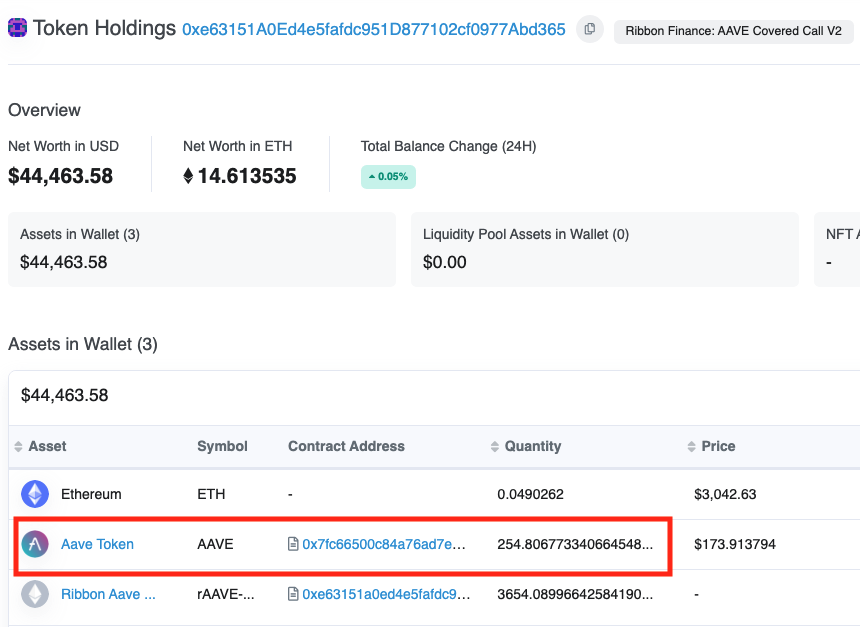 Token Holdings 0xe63151A0Ed4e5fafdc951D877102cf0977Abd365 Ribbon Finance: AAVE Covered Call V2
Overview
Net Worth in USD Net Worth in ETH Total Balance Change (24H)
$44,463.58 14.613535 0.05%
Assets in Wallet (3) Liquidity Pool Assets in Wallet (0) NFT A
$44,463.58 $0.00 -
Assets in Wallet (3)
$44,463.58
Asset Symbol Contract Address Quantity Price
Ethereum ETH - 0.0490262 $3,042.63
Aave Token AAVE 0x7fc66500c84a76ad7e... 254.806773340664548... $173.913794
Ribbon Aave ... rAAVE-... 0xe63151a0ed4e5fafdc9... 3654.08996642584190... -